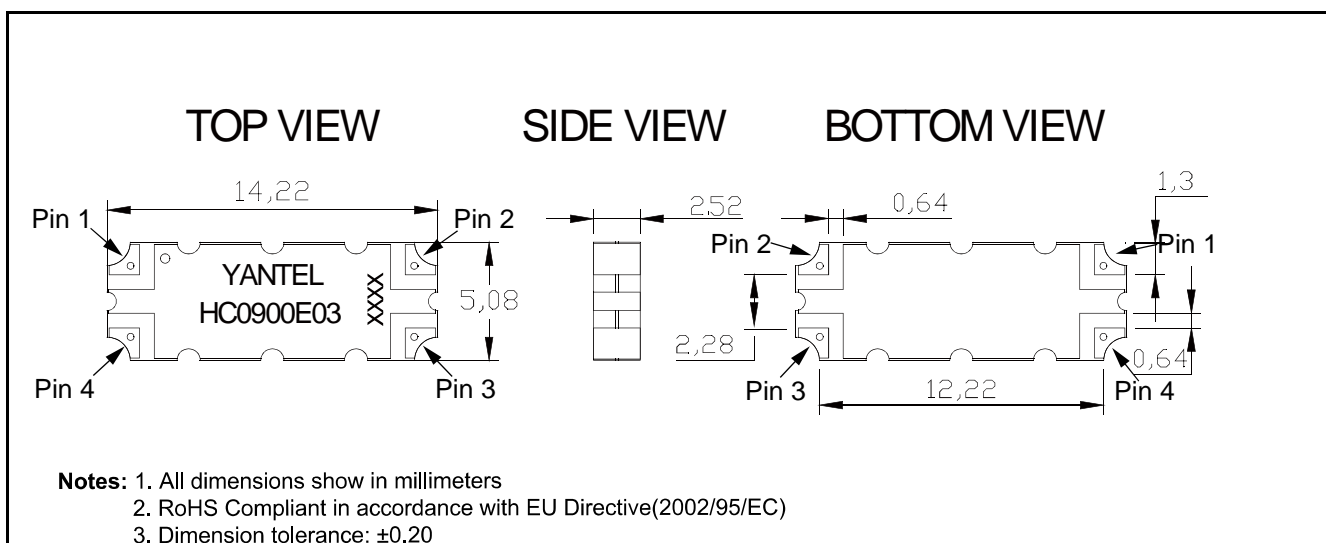 TOP VIEW SIDE VIEW BOTTOM VIEW
14,22
252
0,64
1,3
Pin 1
Pin 2
Pin 2
Pin 1
YANTEL
HC0900E03
XXXX
5,08
2,28
0,64
Pin 4
Pin 3
Pin 3
12,22
Pin 4
Notes: 1. All dimensions show in millimeters
2. RoHS Compliant in accordance with EU Directive(2002/95/EC)
3. Dimension tolerance: ±0.20